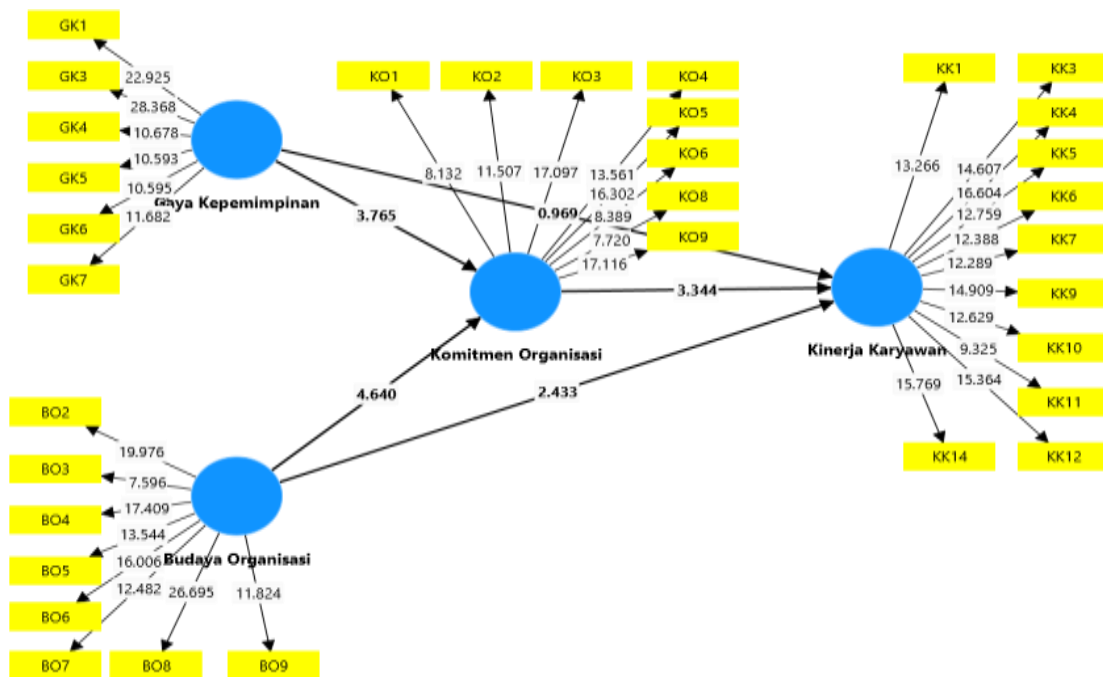 GK1
GK3
GK4
GK5
GK6
GK7
22.925
28.368
10.678
10.593
10.595
11.682
Gaya Kepemimpinan
KO1
KO2
KO3
KO4
KO5
KO6
KO8
KO9
8.132
11.507
17.097
13.561
16.302
8.389
7.720
17.116
Komitmen Organisasi
3.765
0.969
3.344
4.640
2.433
KK1
KK3
KK4
KK5
KK6
KK7
KK9
KK10
KK11
KK12
KK14
13.266
14.607
16.604
12.759
12.388
12.289
14.909
12.629
9.325
15.364
15.769
Kinerja Karyawan
BO2
BO3
BO4
BO5
BO6
BO7
BO8
BO9
19.976
7.596
17.409
13.544
16.006
12.482
26.695
11.824
Budaya Organisasi